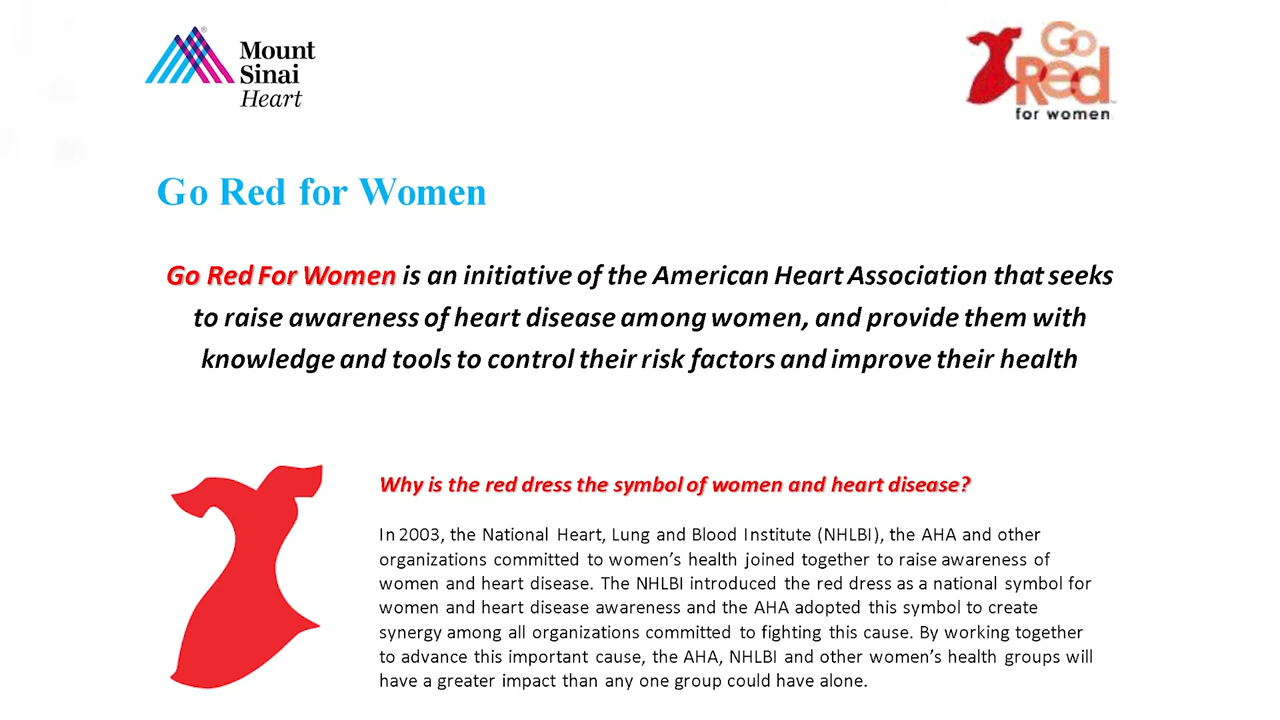 Mount
Sinai
Heart
Go
Red
for women
Go Red for Women
Go Red For Women is an initiative of the American Heart Association that seeks
to raise awareness of heart disease among women, and provide them with
knowledge and tools to control their risk factors and improve their health
Why is the red dress the symbol of women and heart disease?
In 2003, the National Heart, Lung and Blood Institute (NHLBI), the AHA and other
organizations committed to women’s health joined together to raise awareness of
women and heart disease. The NHLBI introduced the red dress as a national symbol for
women and heart disease awareness and the AHA adopted this symbol to create
synergy among all organizations committed to fighting this cause. By working together
to advance this important cause, the AHA, NHLBI and other women’s health groups will
have a greater impact than any one group could have alone.